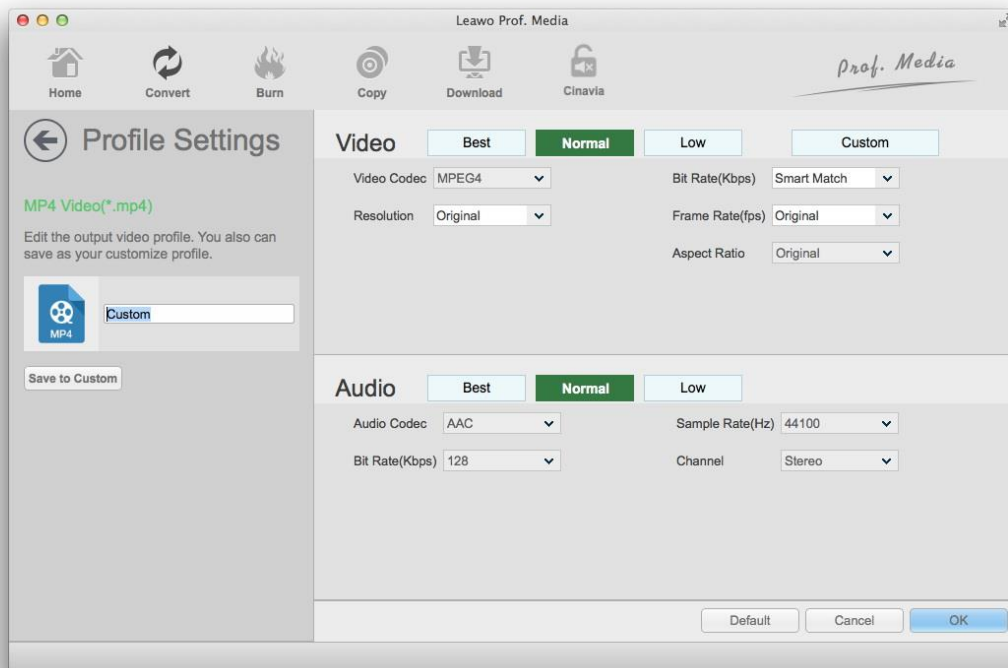 Leawo Prof. Media
Home Convert Burn Copy Download Cinavia
Prof. Media
Profile Settings
MP4 Video(*.mp4)
Edit the output video profile. You also can
save as your customize profile.
MP4
Custom
Save to Custom
Video Best Normal Low Custom
Video Codec MPEG4 Bit Rate(Kbps) Smart Match
Resolution Original Frame Rate(fps) Original
Aspect Ratio Original
Audio Best Normal Low
Audio Codec AAC Sample Rate(Hz) 44100
Bit Rate(Kbps) 128 Channel Stereo
Default Cancel OK